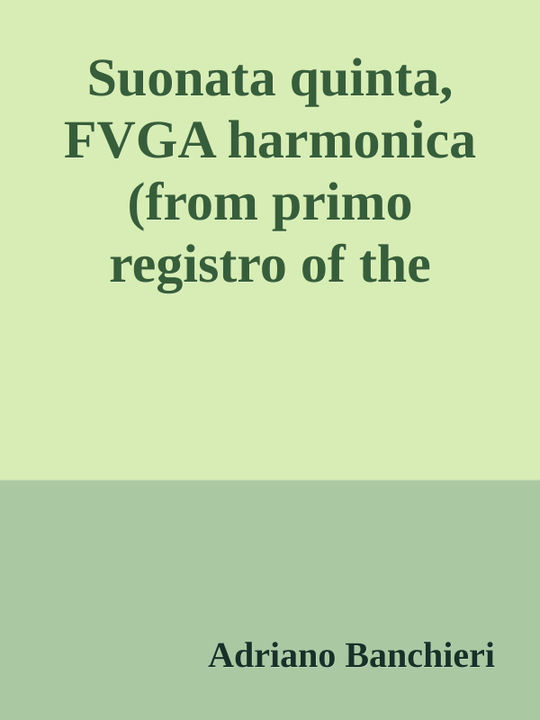 Suonata quinta,
FVGA harmonica
(from primo
registro of the
Adriano Banchieri